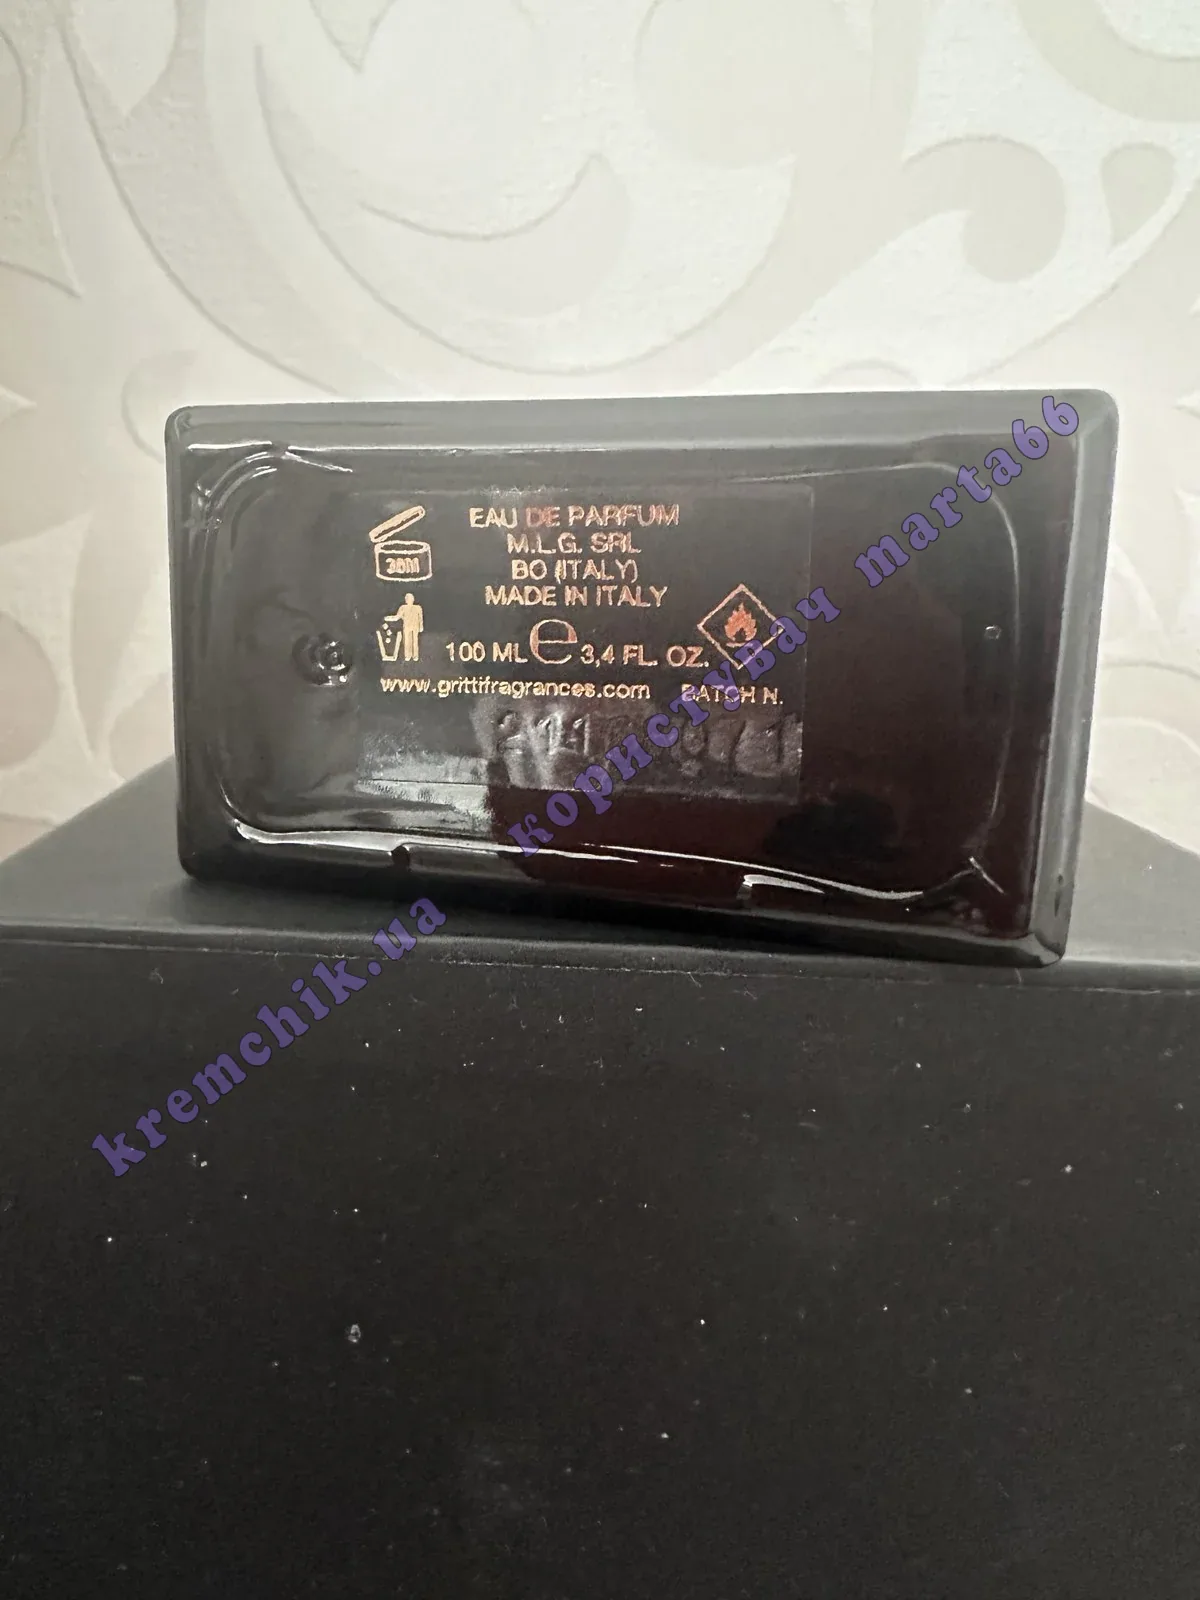 EAU DE PARFUM
M.L.G. SRL
BO (ITALY)
MADE IN ITALY
36M
100 ML ℮ 3,4 FL. OZ.
www.grittifragrances.com BATCH N.
користувач marta66
kremchik.ua